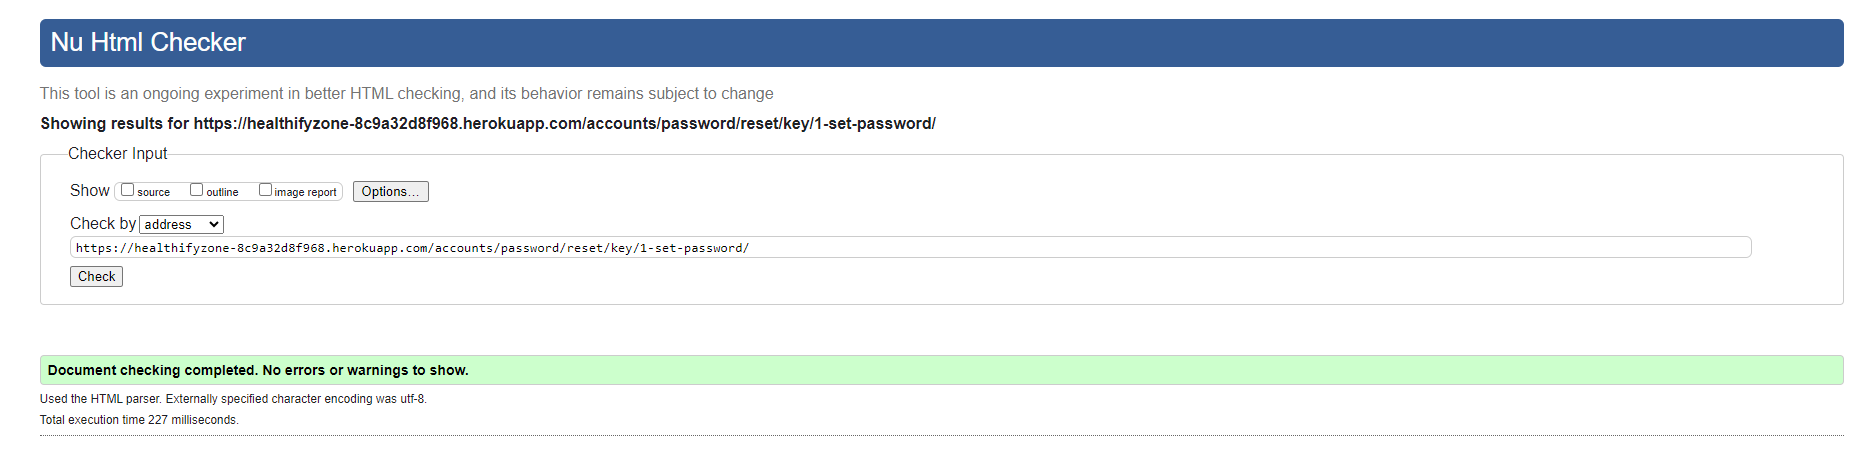 Nu Html Checker
This tool is an ongoing experiment in better HTML checking, and its behavior remains subject to change
Showing results for https://healthifyzone-8c9a32d8f968.herokuapp.com/accounts/password/reset/key/1-set-password/
Checker Input
Show source outline image report Options...
Check by address
https://healthifyzone-8c9a32d8f968.herokuapp.com/accounts/password/reset/key/1-set-password/
Check
Document checking completed. No errors or warnings to show.
Used the HTML parser. Externally specified character encoding was utf-8.
Total execution time 227 milliseconds.